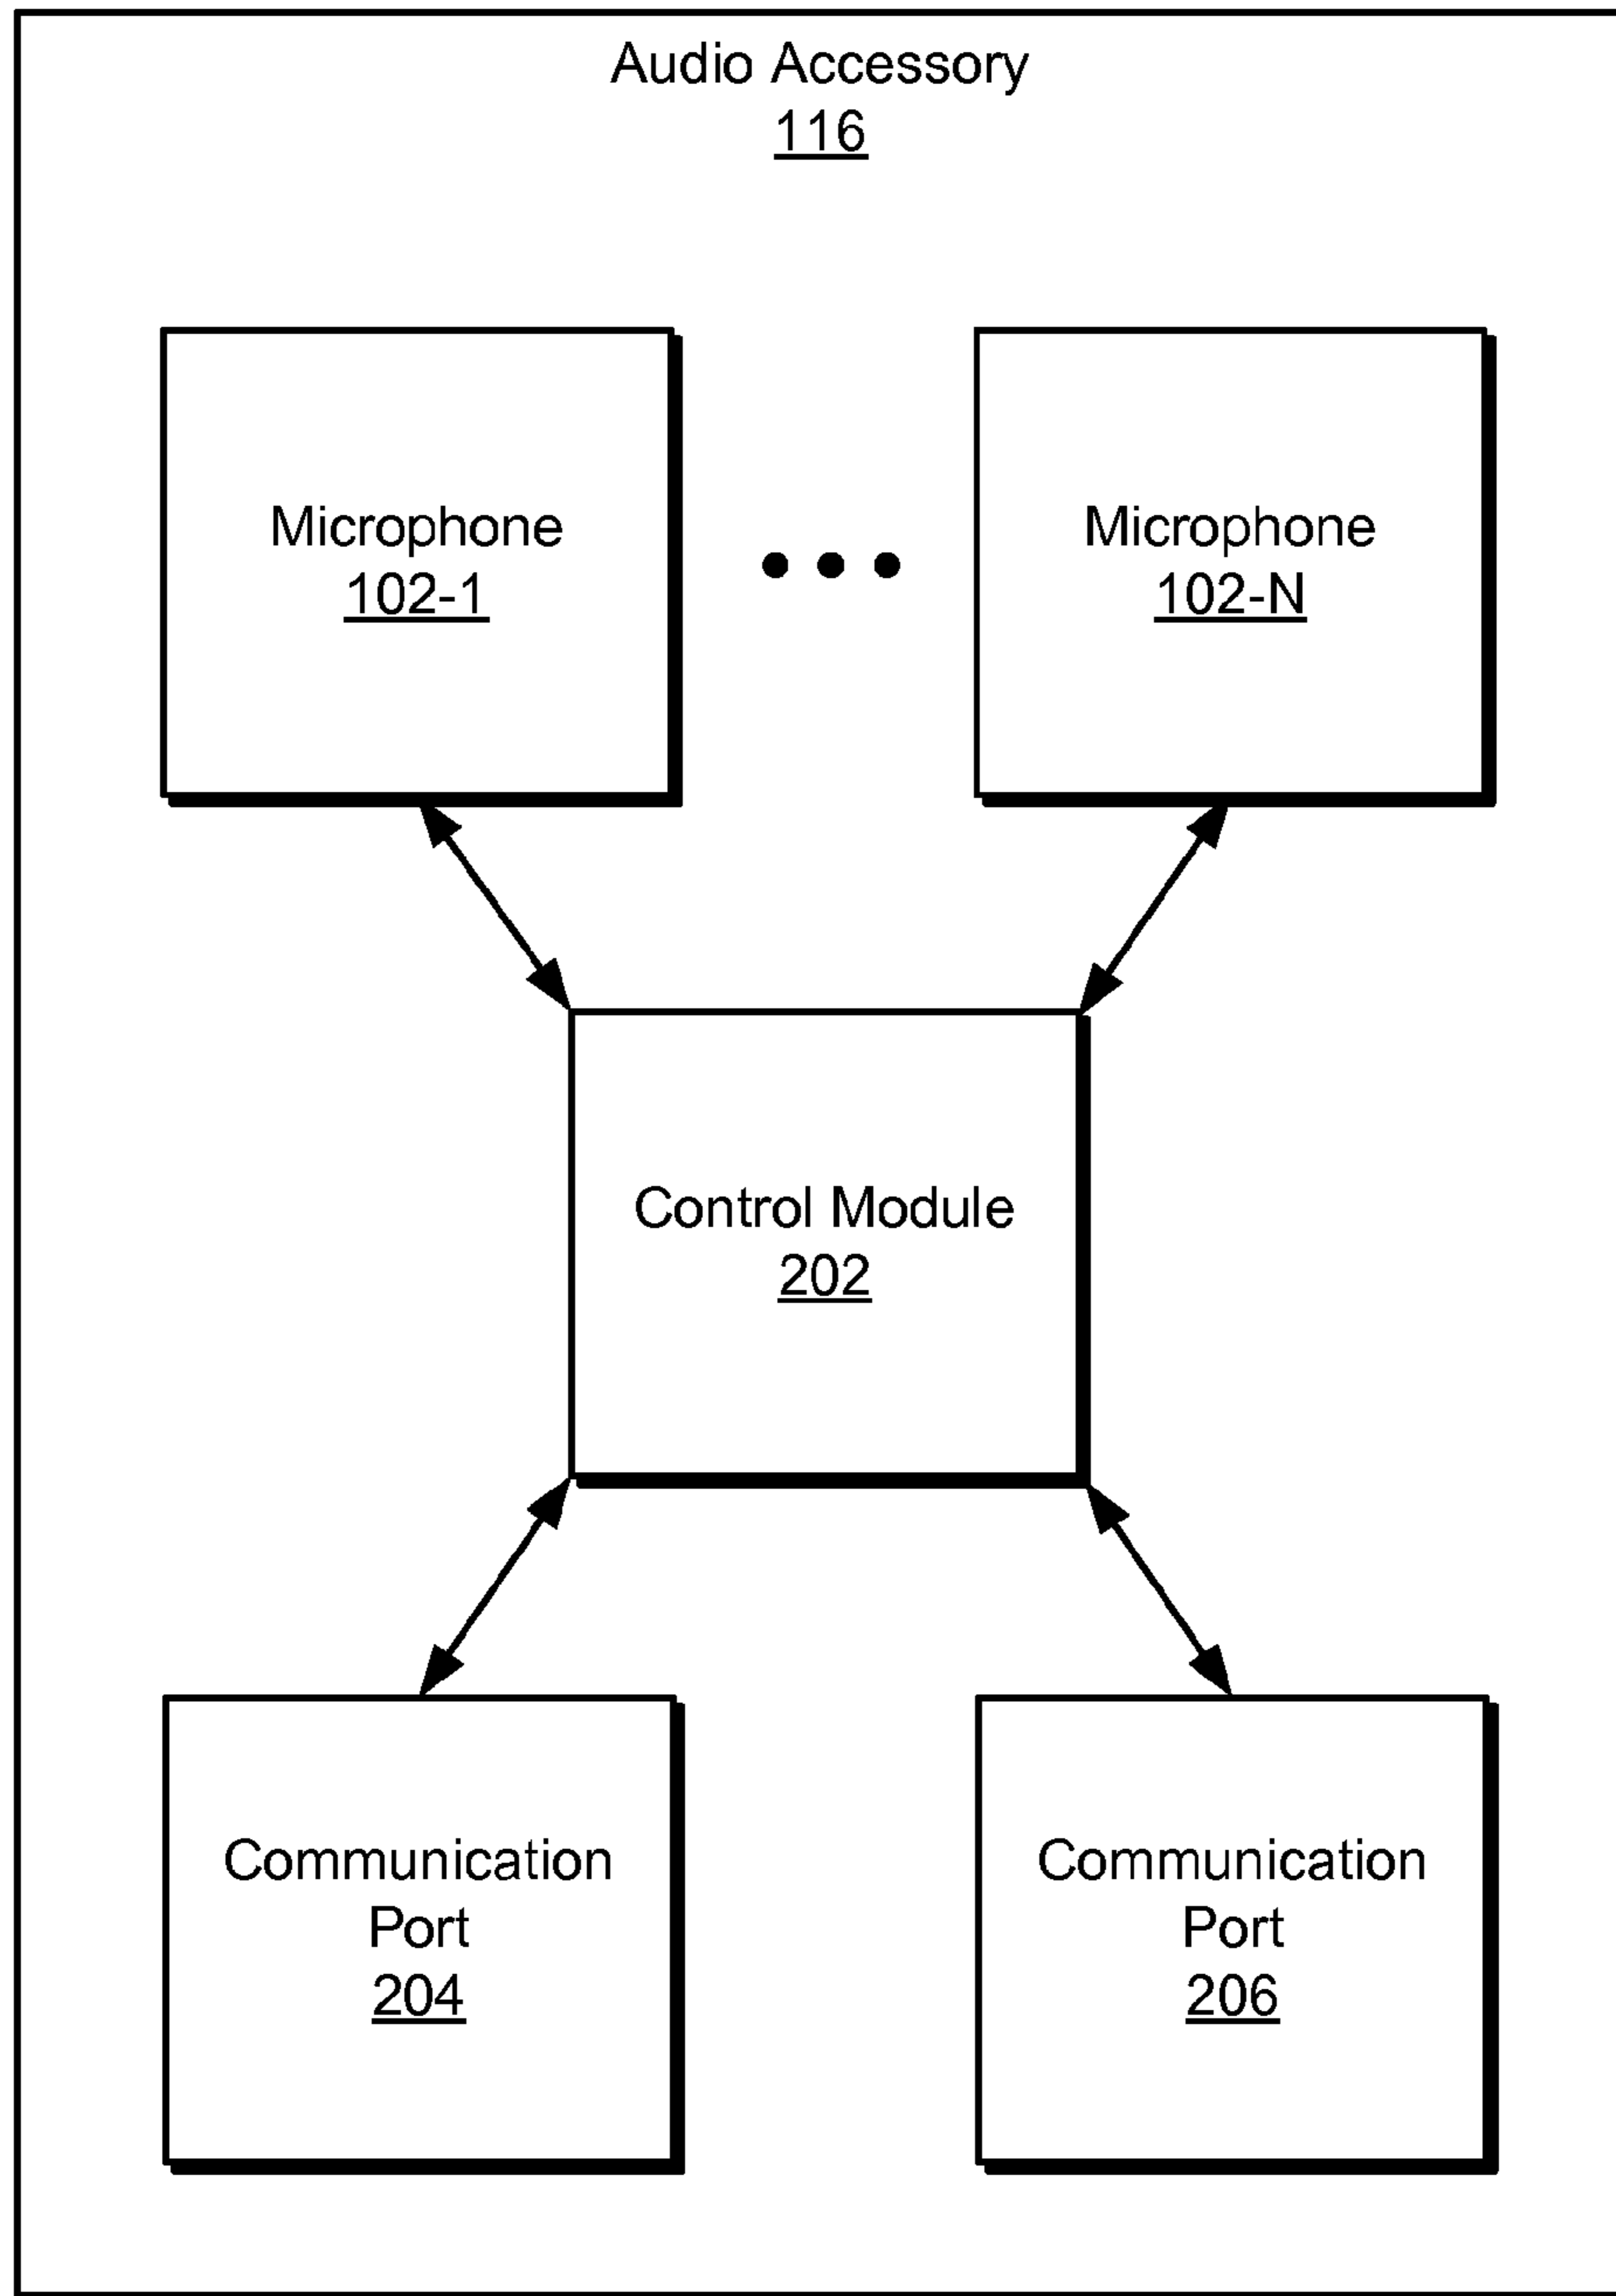 Audio Accessory
116
Microphone
102-1
Microphone
102-N
Control Module
202
Communication
Port
204
Communication
Port
206